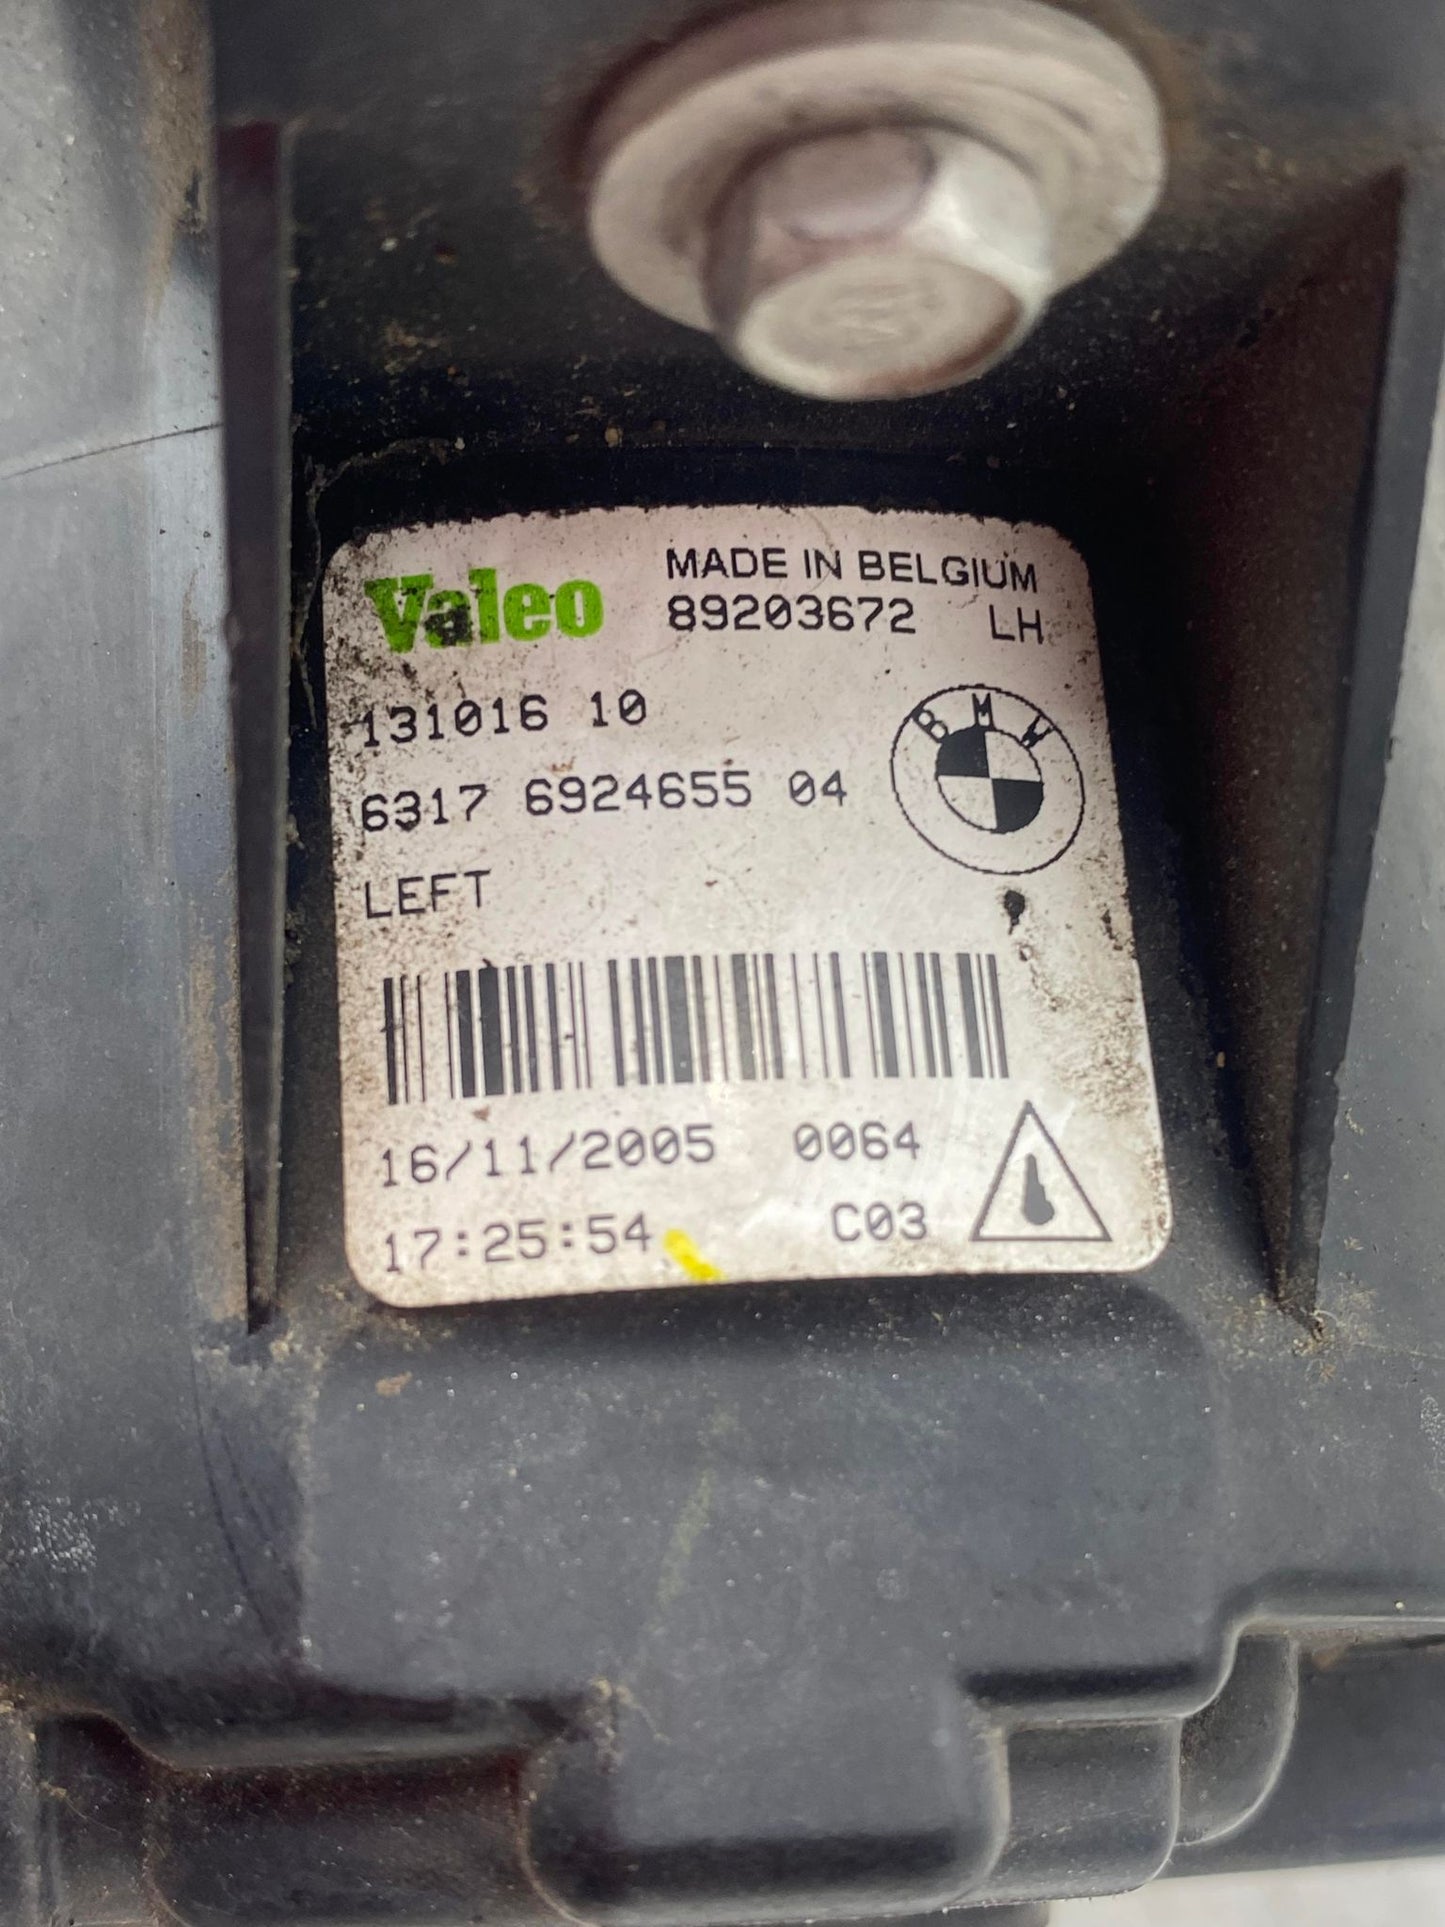 Valeo MADE IN BELGIUM
89203672 LH
131016 10
BMW
6317 6924655 04
LEFT
16/11/2005 0064
17:25:54 C03